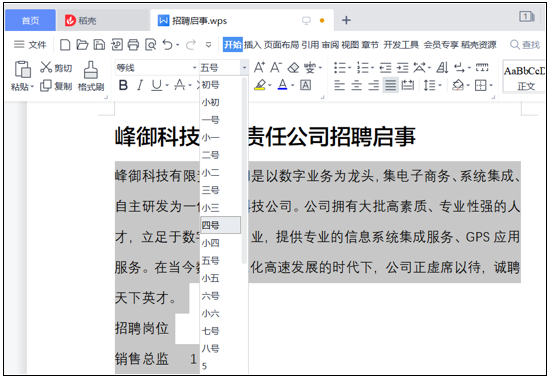 首页 稻壳 招聘启事.wps 1
文件 开始 插入 页面布局 引用 审阅 视图 章节 开发工具 会员专享 稻壳资源 查找
剪切 等线 五号 AaBbCcD
粘贴 复制 格式刷 B I U A 正文
初号
小初
一号
小一
二号
小二
三号
小三
四号
小四
五号
小五
六号
小六
七号
八号
5
峰御科技 责任公司招聘启事
峰御科技有限 是以数字业务为龙头,集电子商务、系统集成、
自主研发为一 科技公司。公司拥有大批高素质、专业性强的人
才,立足于数 业,提供专业的信息系统集成服务、GPS 应用
服务。在当今 化高速发展的时代下,公司正虚席以待,诚聘
天下英才。
招聘岗位
销售总监 1